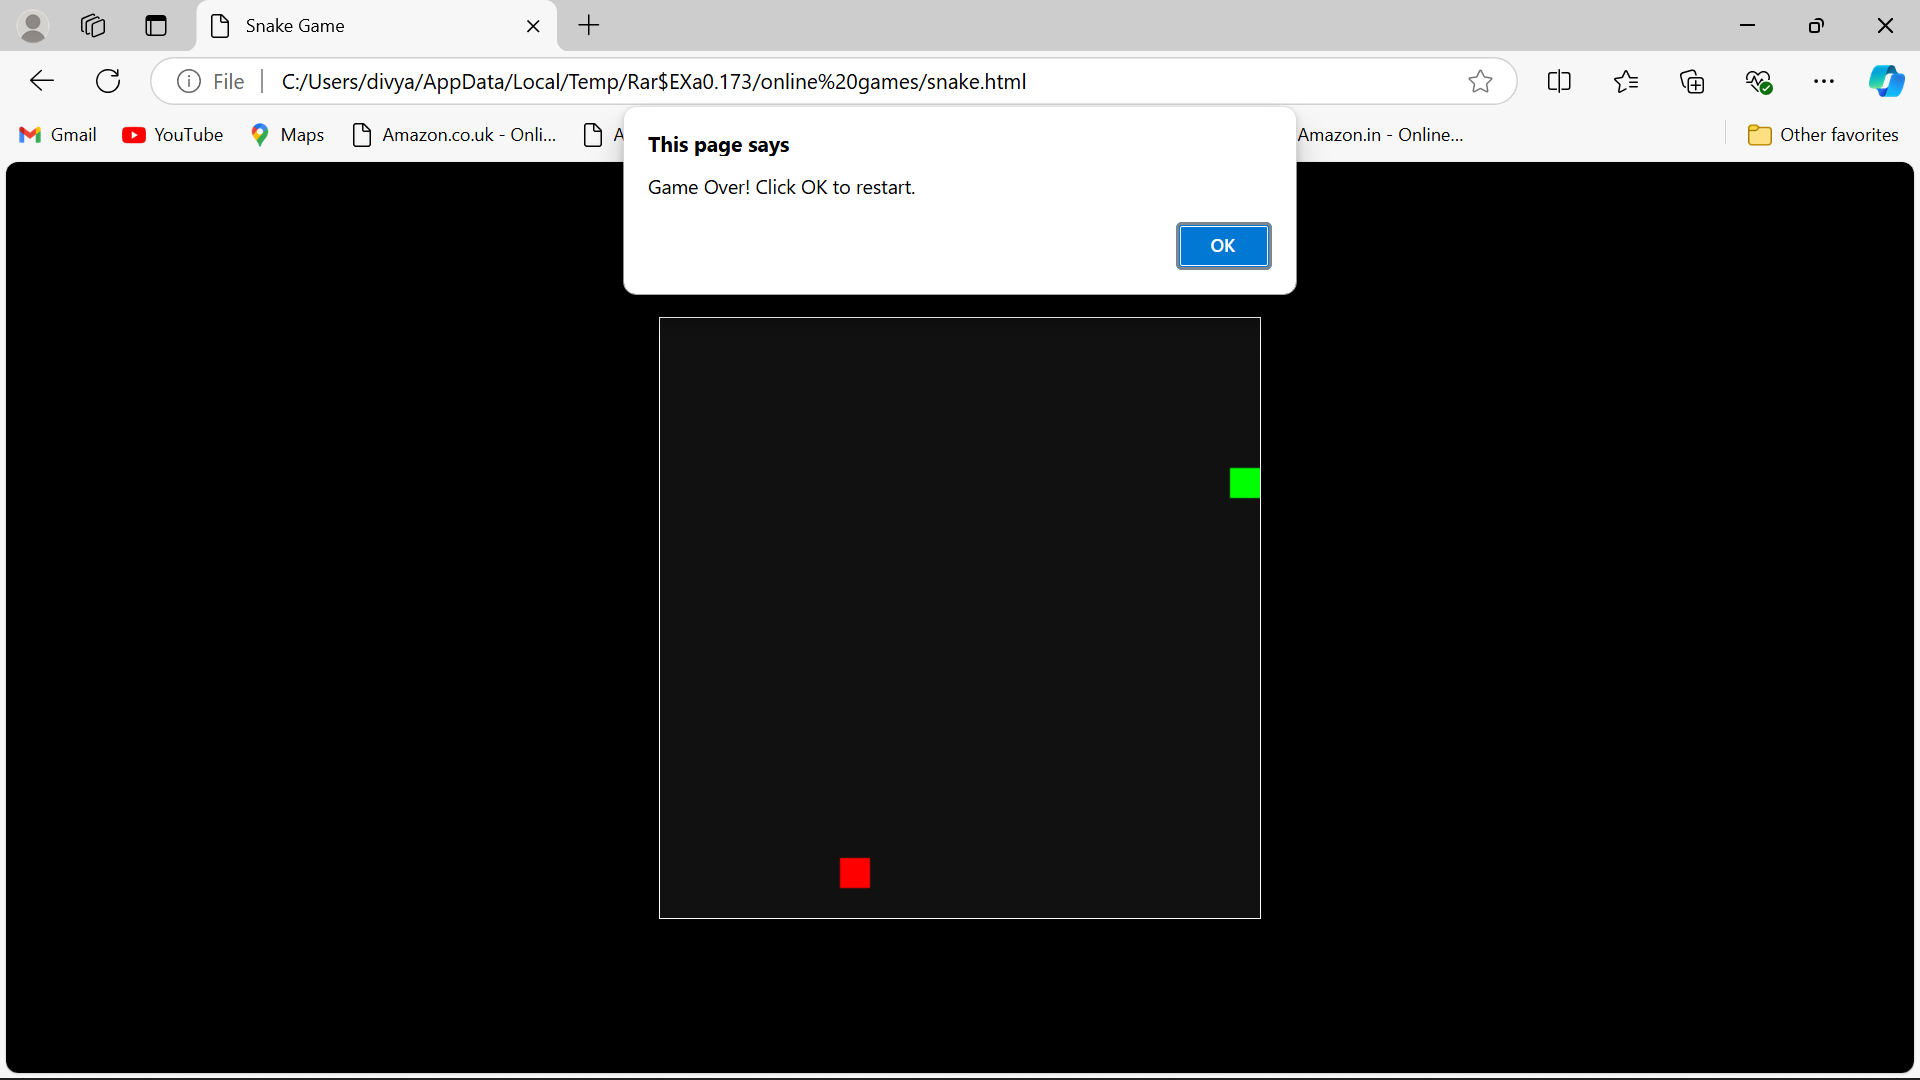 Snake Game
File
C:/Users/divya/AppData/Local/Temp/Rar$EXa0.173/online%20games/snake.html
Gmail
YouTube
Maps
Amazon.co.uk - Onli...
A
Amazon.in - Online...
Other favorites
This page says
Game Over! Click OK to restart.
OK